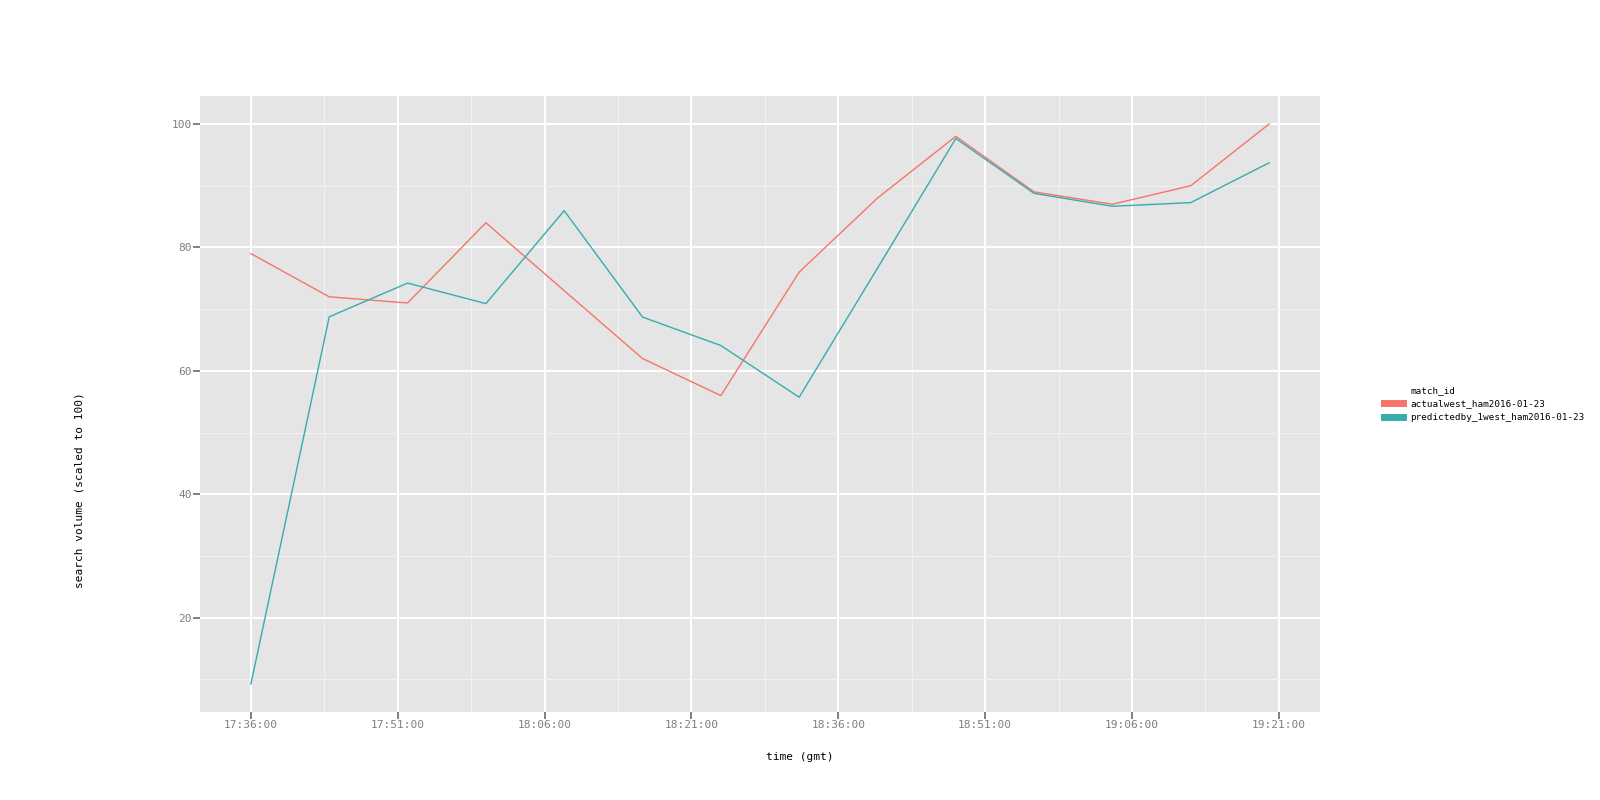 100
80
60
40
20
search volume (scaled to 100)
17:36:00 17:51:00 18:06:00 18:21:00 18:36:00 18:51:00 19:06:00 19:21:00
time (gmt)
match_id
actualwest_ham2016-01-23
predictedby_1west_ham2016-01-23